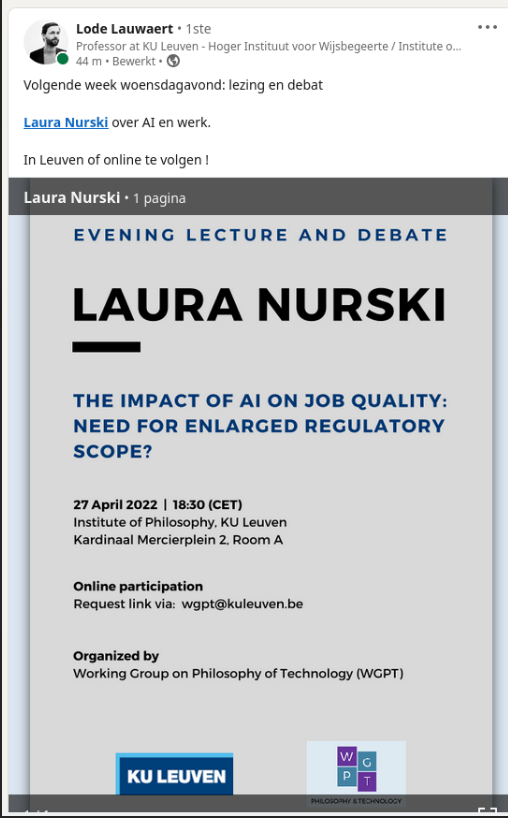 Lode Lauwaert • 1ste
Professor at KU Leuven - Hoger Instituut voor Wijsbegeerte / Institute o...
44 m • Bewerkt •
Volgende week woensdagavond: lezing en debat
Laura Nurski over AI en werk.
In Leuven of online te volgen !
Laura Nurski • 1 pagina
EVENING LECTURE AND DEBATE
LAURA NURSKI
THE IMPACT OF AI ON JOB QUALITY:
NEED FOR ENLARGED REGULATORY
SCOPE?
27 April 2022 | 18:30 (CET)
Institute of Philosophy, KU Leuven
Kardinaal Mercierplein 2, Room A
Online participation
Request link via: wgpt@kuleuven.be
Organized by
Working Group on Philosophy of Technology (WGPT)
KU LEUVEN
W G
P T
PHILOSOPHY & TECHNOLOGY